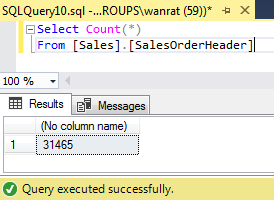 SQLQuery10.sql -...ROUPS\wanrat (59))*
Select Count(*)
From [Sales].[SalesOrderHeader]
100 %
Results Messages
(No column name)
1 31465
Query executed successfully.